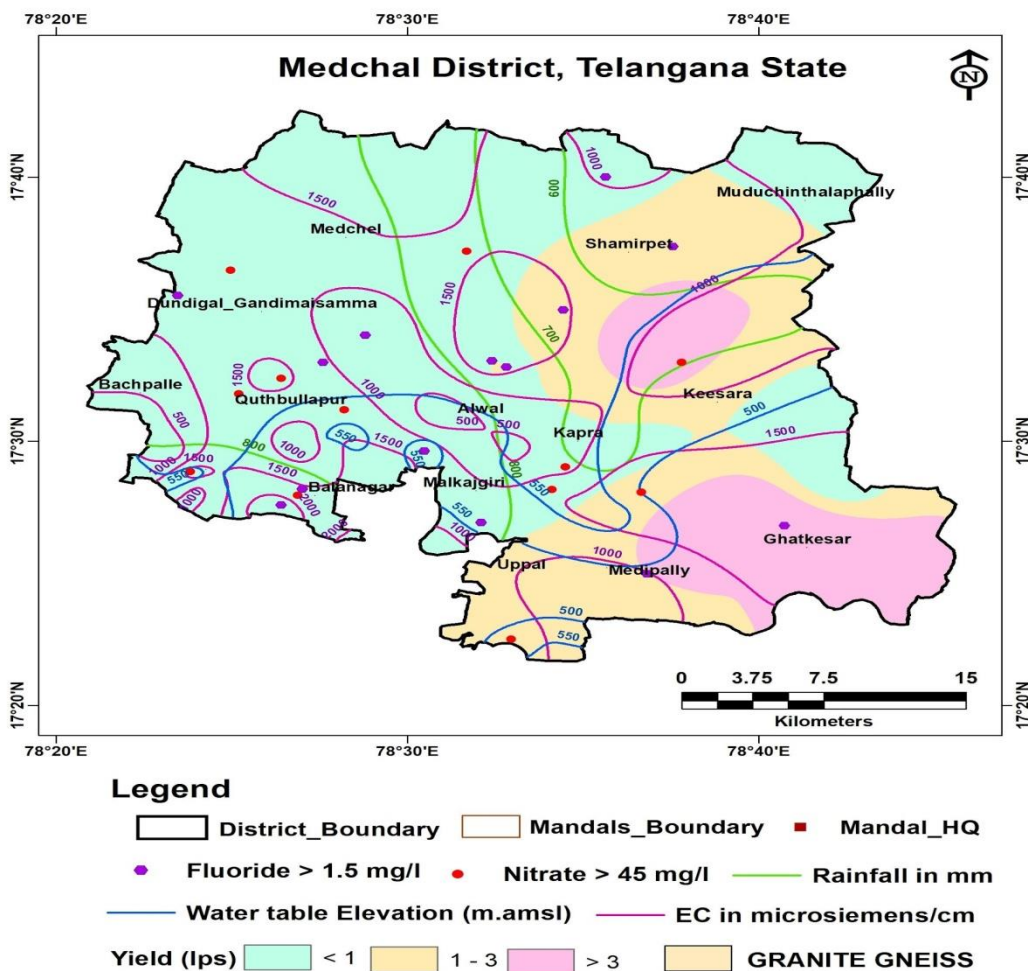 78°20'E 78°30'E 78°40'E
Medchal District, Telangana State
N
17°40'N 17°40'N
1000
600
Muduchinthalaphally
1500
Medchel
Shamirpet
1000
1500
Dundigal_Gandimaisamma
700
Bachpalle
1500
1000
Quthbullapur
Keesara
500
Alwal
500
500
500
Kapra
1500
17°30'N 17°30'N
550
1000
800
1500
550
800
1500
1000
550
1500
Malkajgiri
550
2000
Balanagar
1000
550
2000
1000
Ghatkesar
1000
Uppal
Medipally
500
550
0 3.75 7.5 15
Kilometers
17°20'N 17°20'N
78°20'E 78°30'E 78°40'E
Legend
District_Boundary Mandals_Boundary Mandal_HQ
Fluoride > 1.5 mg/l Nitrate > 45 mg/l Rainfall in mm
Water table Elevation (m.amsl) EC in microsiemens/cm
Yield (lps) < 1 1 - 3 > 3 GRANITE GNEISS